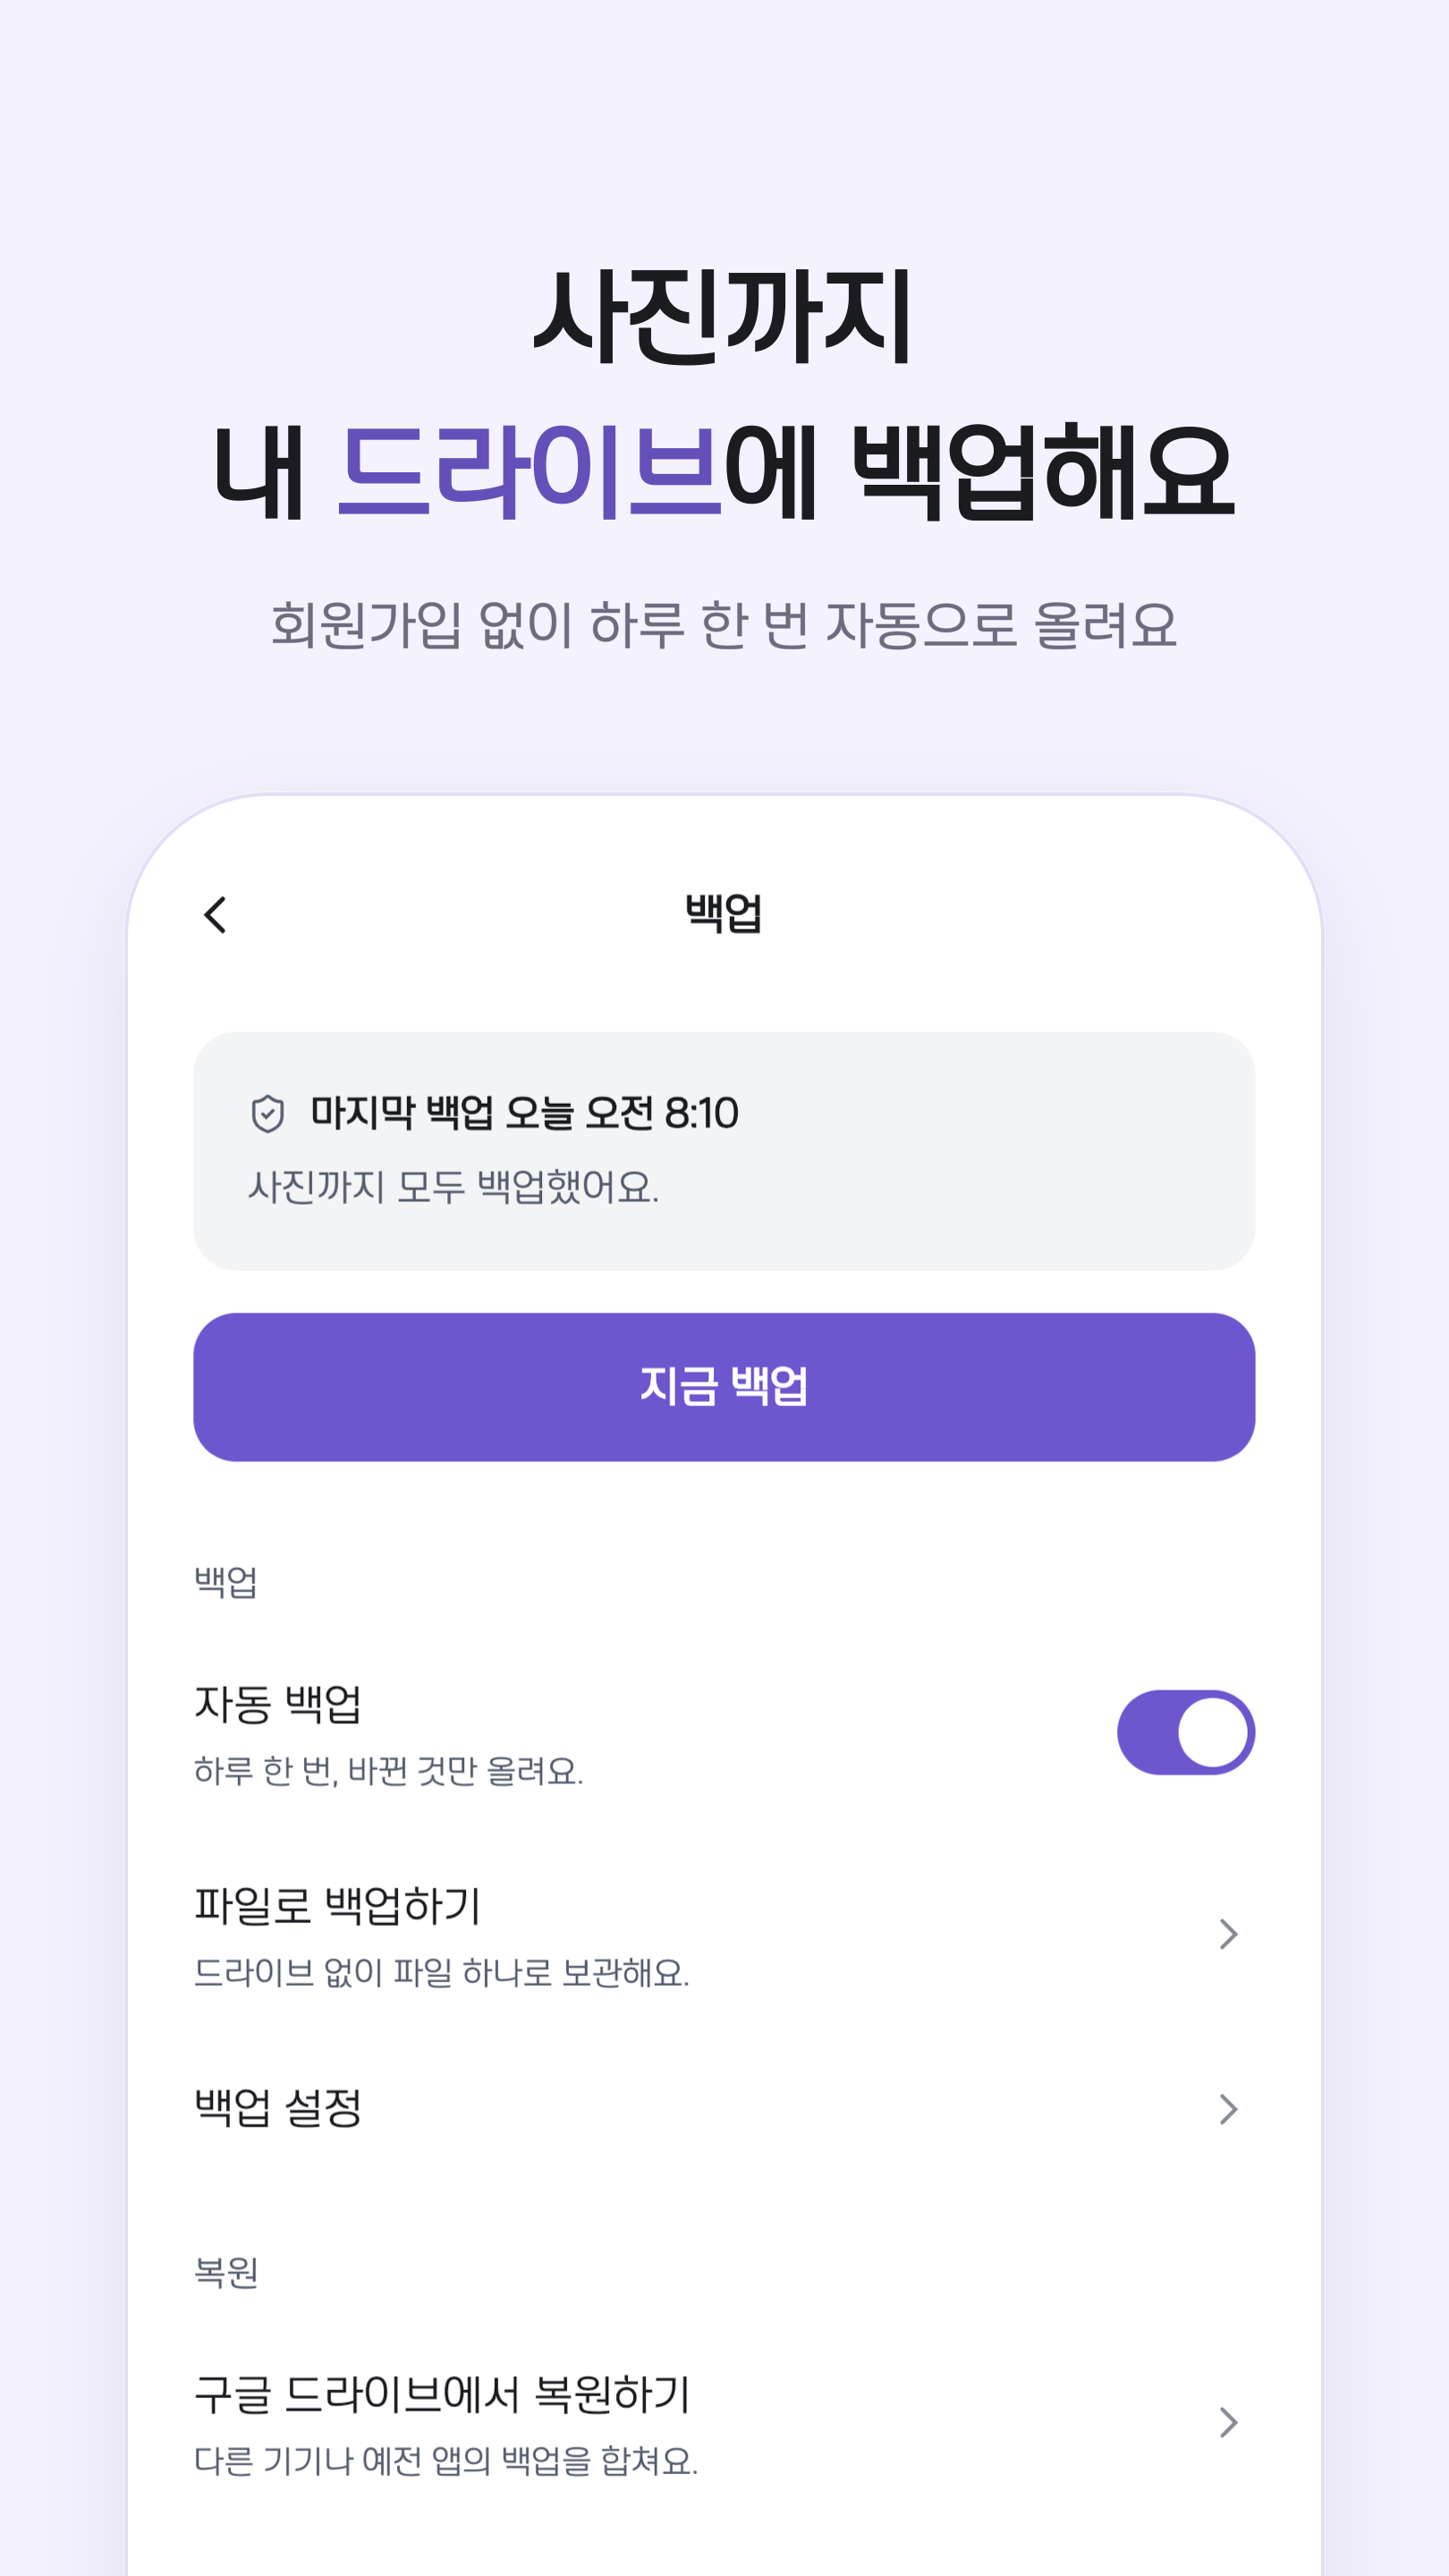 사진까지
내 드라이브에 백업해요
회원가입 없이 하루 한 번 자동으로 올려요
백업
마지막 백업 오늘 오전 8:10
사진까지 모두 백업했어요.
지금 백업
백업
자동 백업
하루 한 번, 바뀐 것만 올려요.
파일로 백업하기
드라이브 없이 파일 하나로 보관해요.
백업 설정
복원
구글 드라이브에서 복원하기
다른 기기나 예전 앱의 백업을 합쳐요.